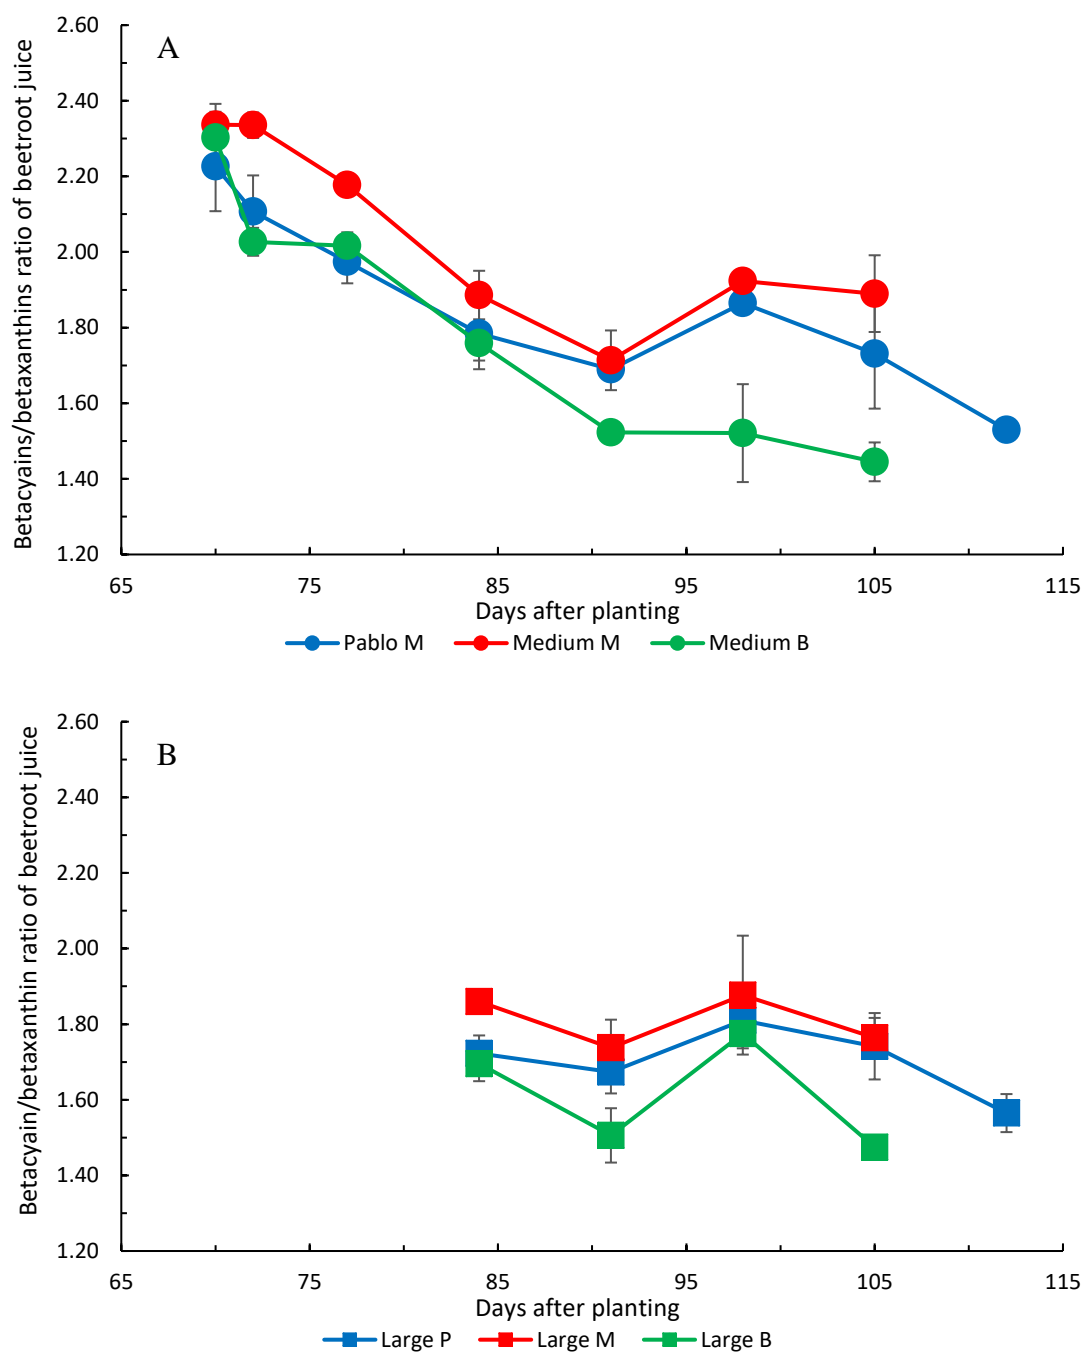 A
Betacyains/betaxanthins ratio of beetroot juice
2.60
2.40
2.20
2.00
1.80
1.60
1.40
1.20
65 75 85 95 105 115
Days after planting
Pablo M Medium M Medium B
B
Betacyain/betaxanthin ratio of beetroot juice
2.60
2.40
2.20
2.00
1.80
1.60
1.40
1.20
65 75 85 95 105 115
Days after planting
Large P Large M Large B